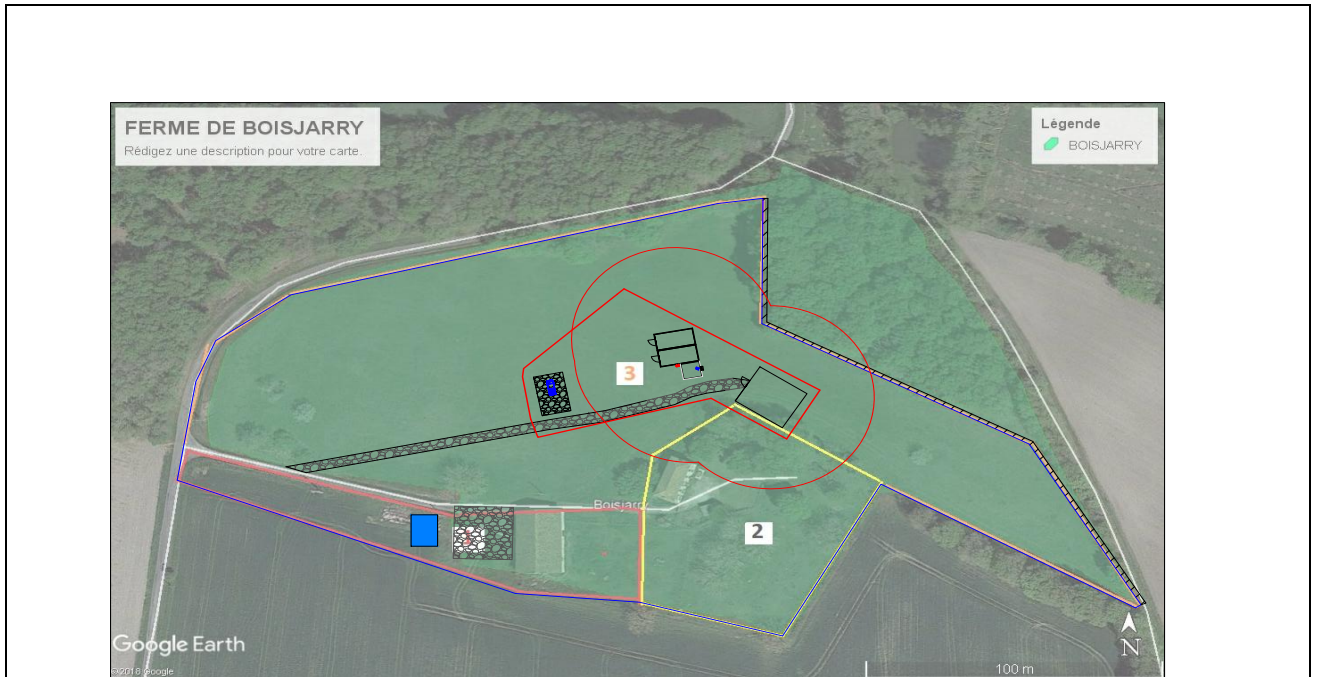 FERME DE BOISJARRY
Rédigez une description pour votre carte.
Légende
BOISJARRY
3
Boisjarry
2
Google Earth
© 2018 Google
N
100 m